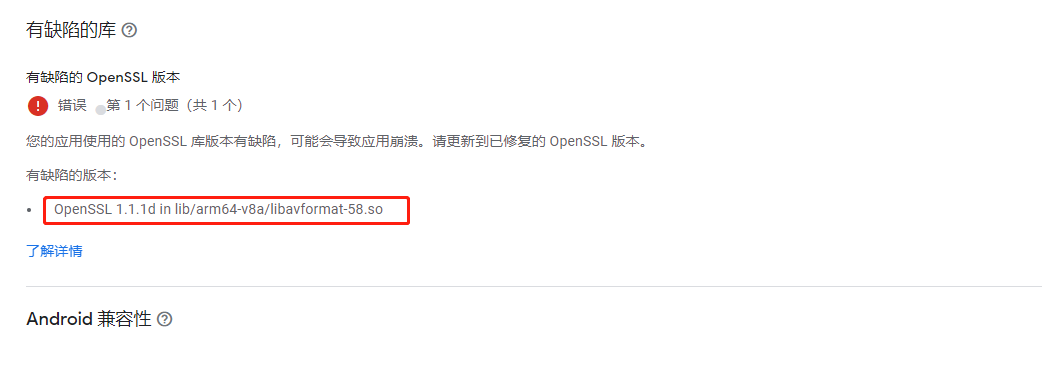 有缺陷的库
有缺陷的 OpenSSL 版本
错误 第 1 个问题（共 1 个）
您的应用使用的 OpenSSL 库版本有缺陷，可能会导致应用崩溃。请更新到已修复的 OpenSSL 版本。
有缺陷的版本：
• OpenSSL 1.1.1d in lib/arm64-v8a/libavformat-58.so
了解详情
Android 兼容性